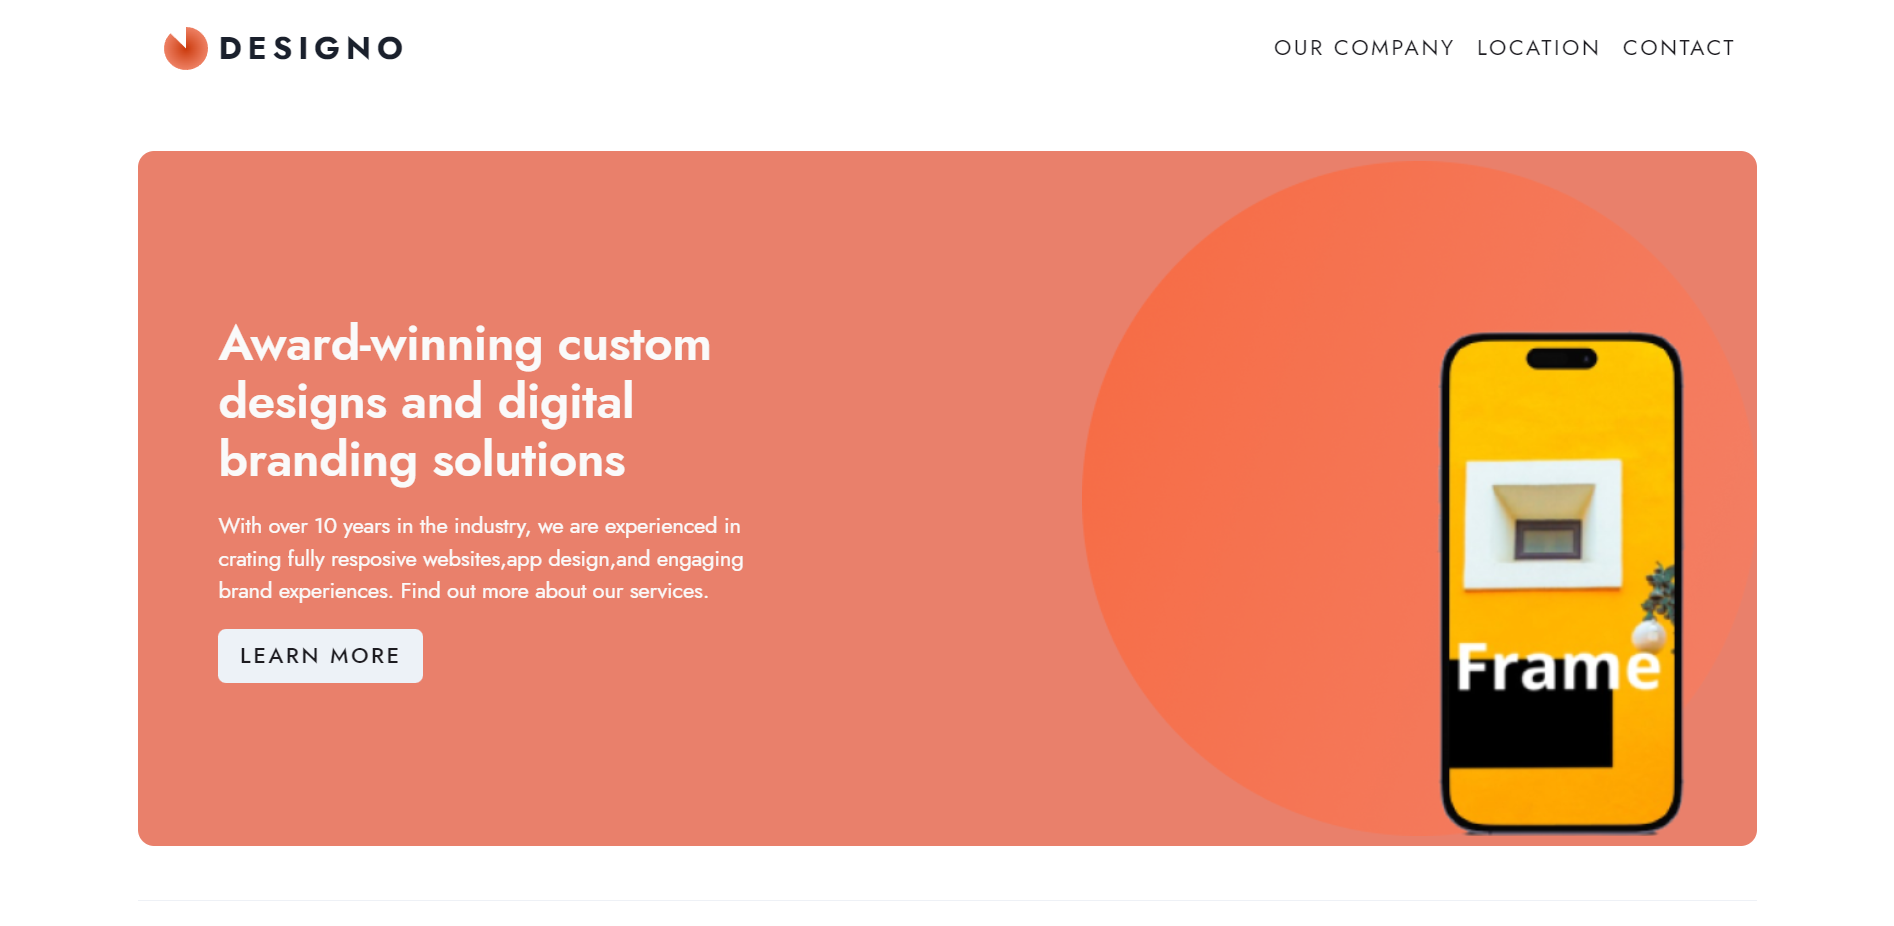 DESIGNO
OUR COMPANY LOCATION CONTACT
Award-winning custom
designs and digital
branding solutions
With over 10 years in the industry, we are experienced in
crating fully resposive websites,app design,and engaging
brand experiences. Find out more about our services.
LEARN MORE
Frame